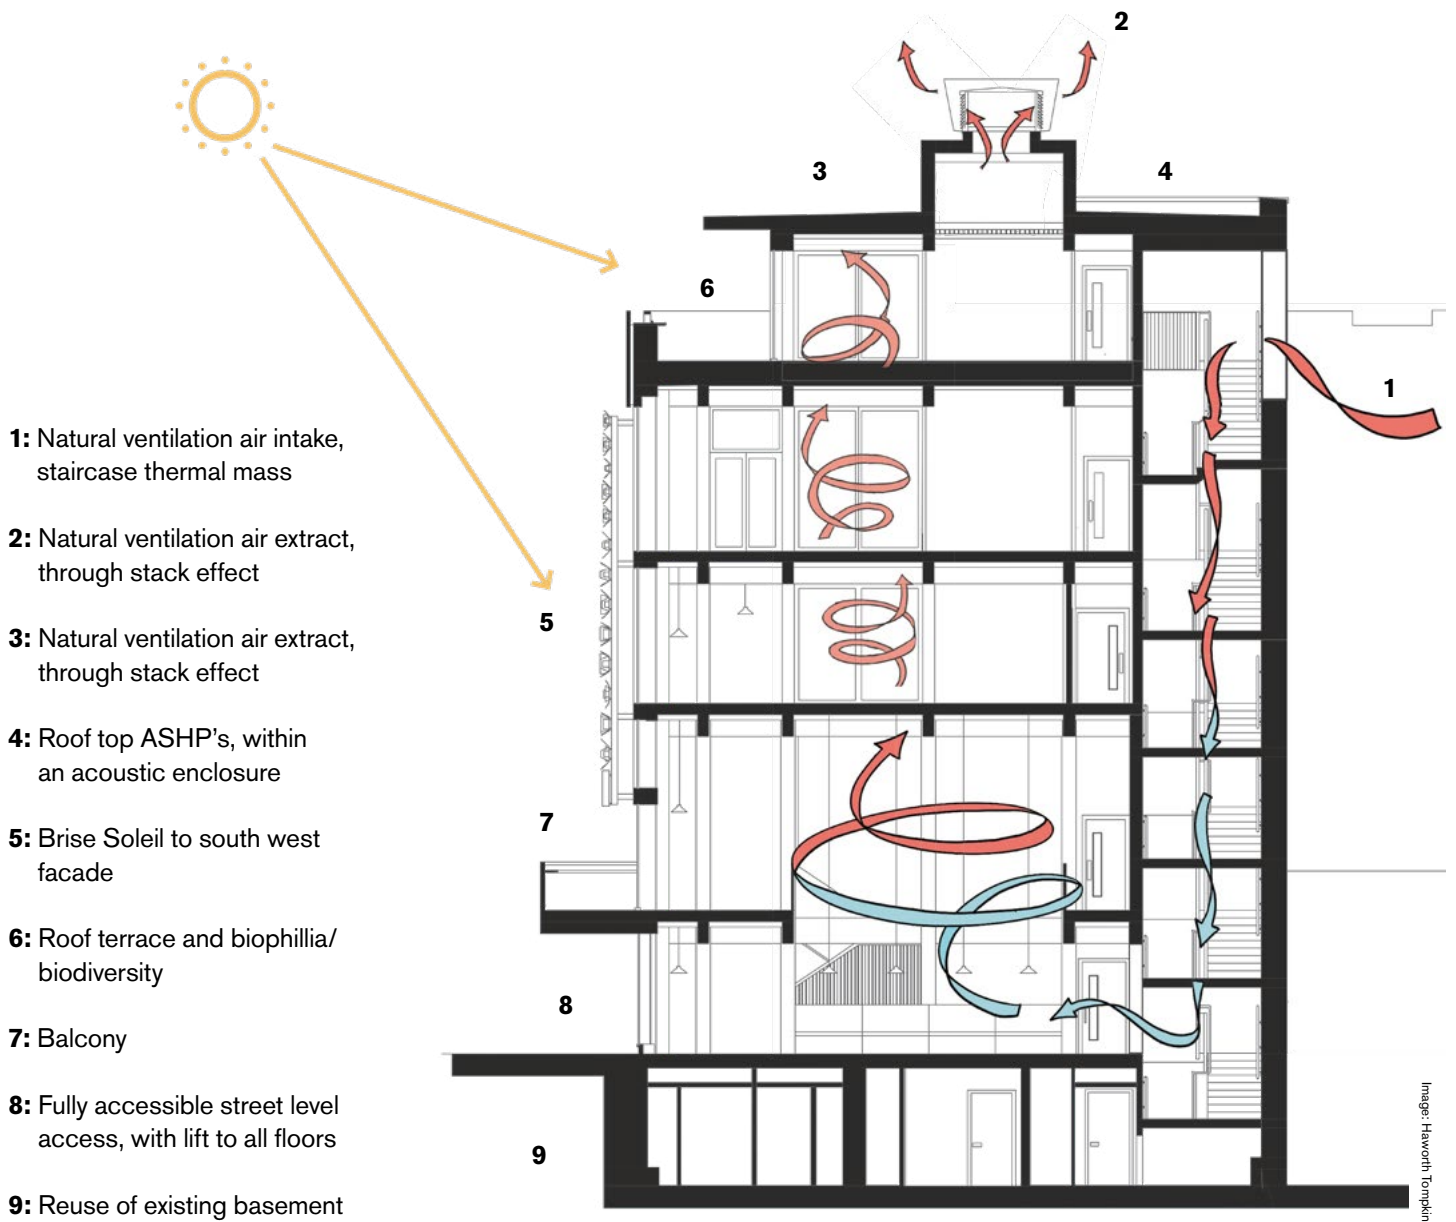 2
3
4
6
1
1: Natural ventilation air intake,
staircase thermal mass
2: Natural ventilation air extract,
through stack effect
5
3: Natural ventilation air extract,
through stack effect
4: Roof top ASHP's, within
an acoustic enclosure
7
5: Brise Soleil to south west
facade
6: Roof terrace and biophillia/
biodiversity
8
7: Balcony
8: Fully accessible street level
access, with lift to all floors
9
9: Reuse of existing basement
Image: Haworth Tompkin